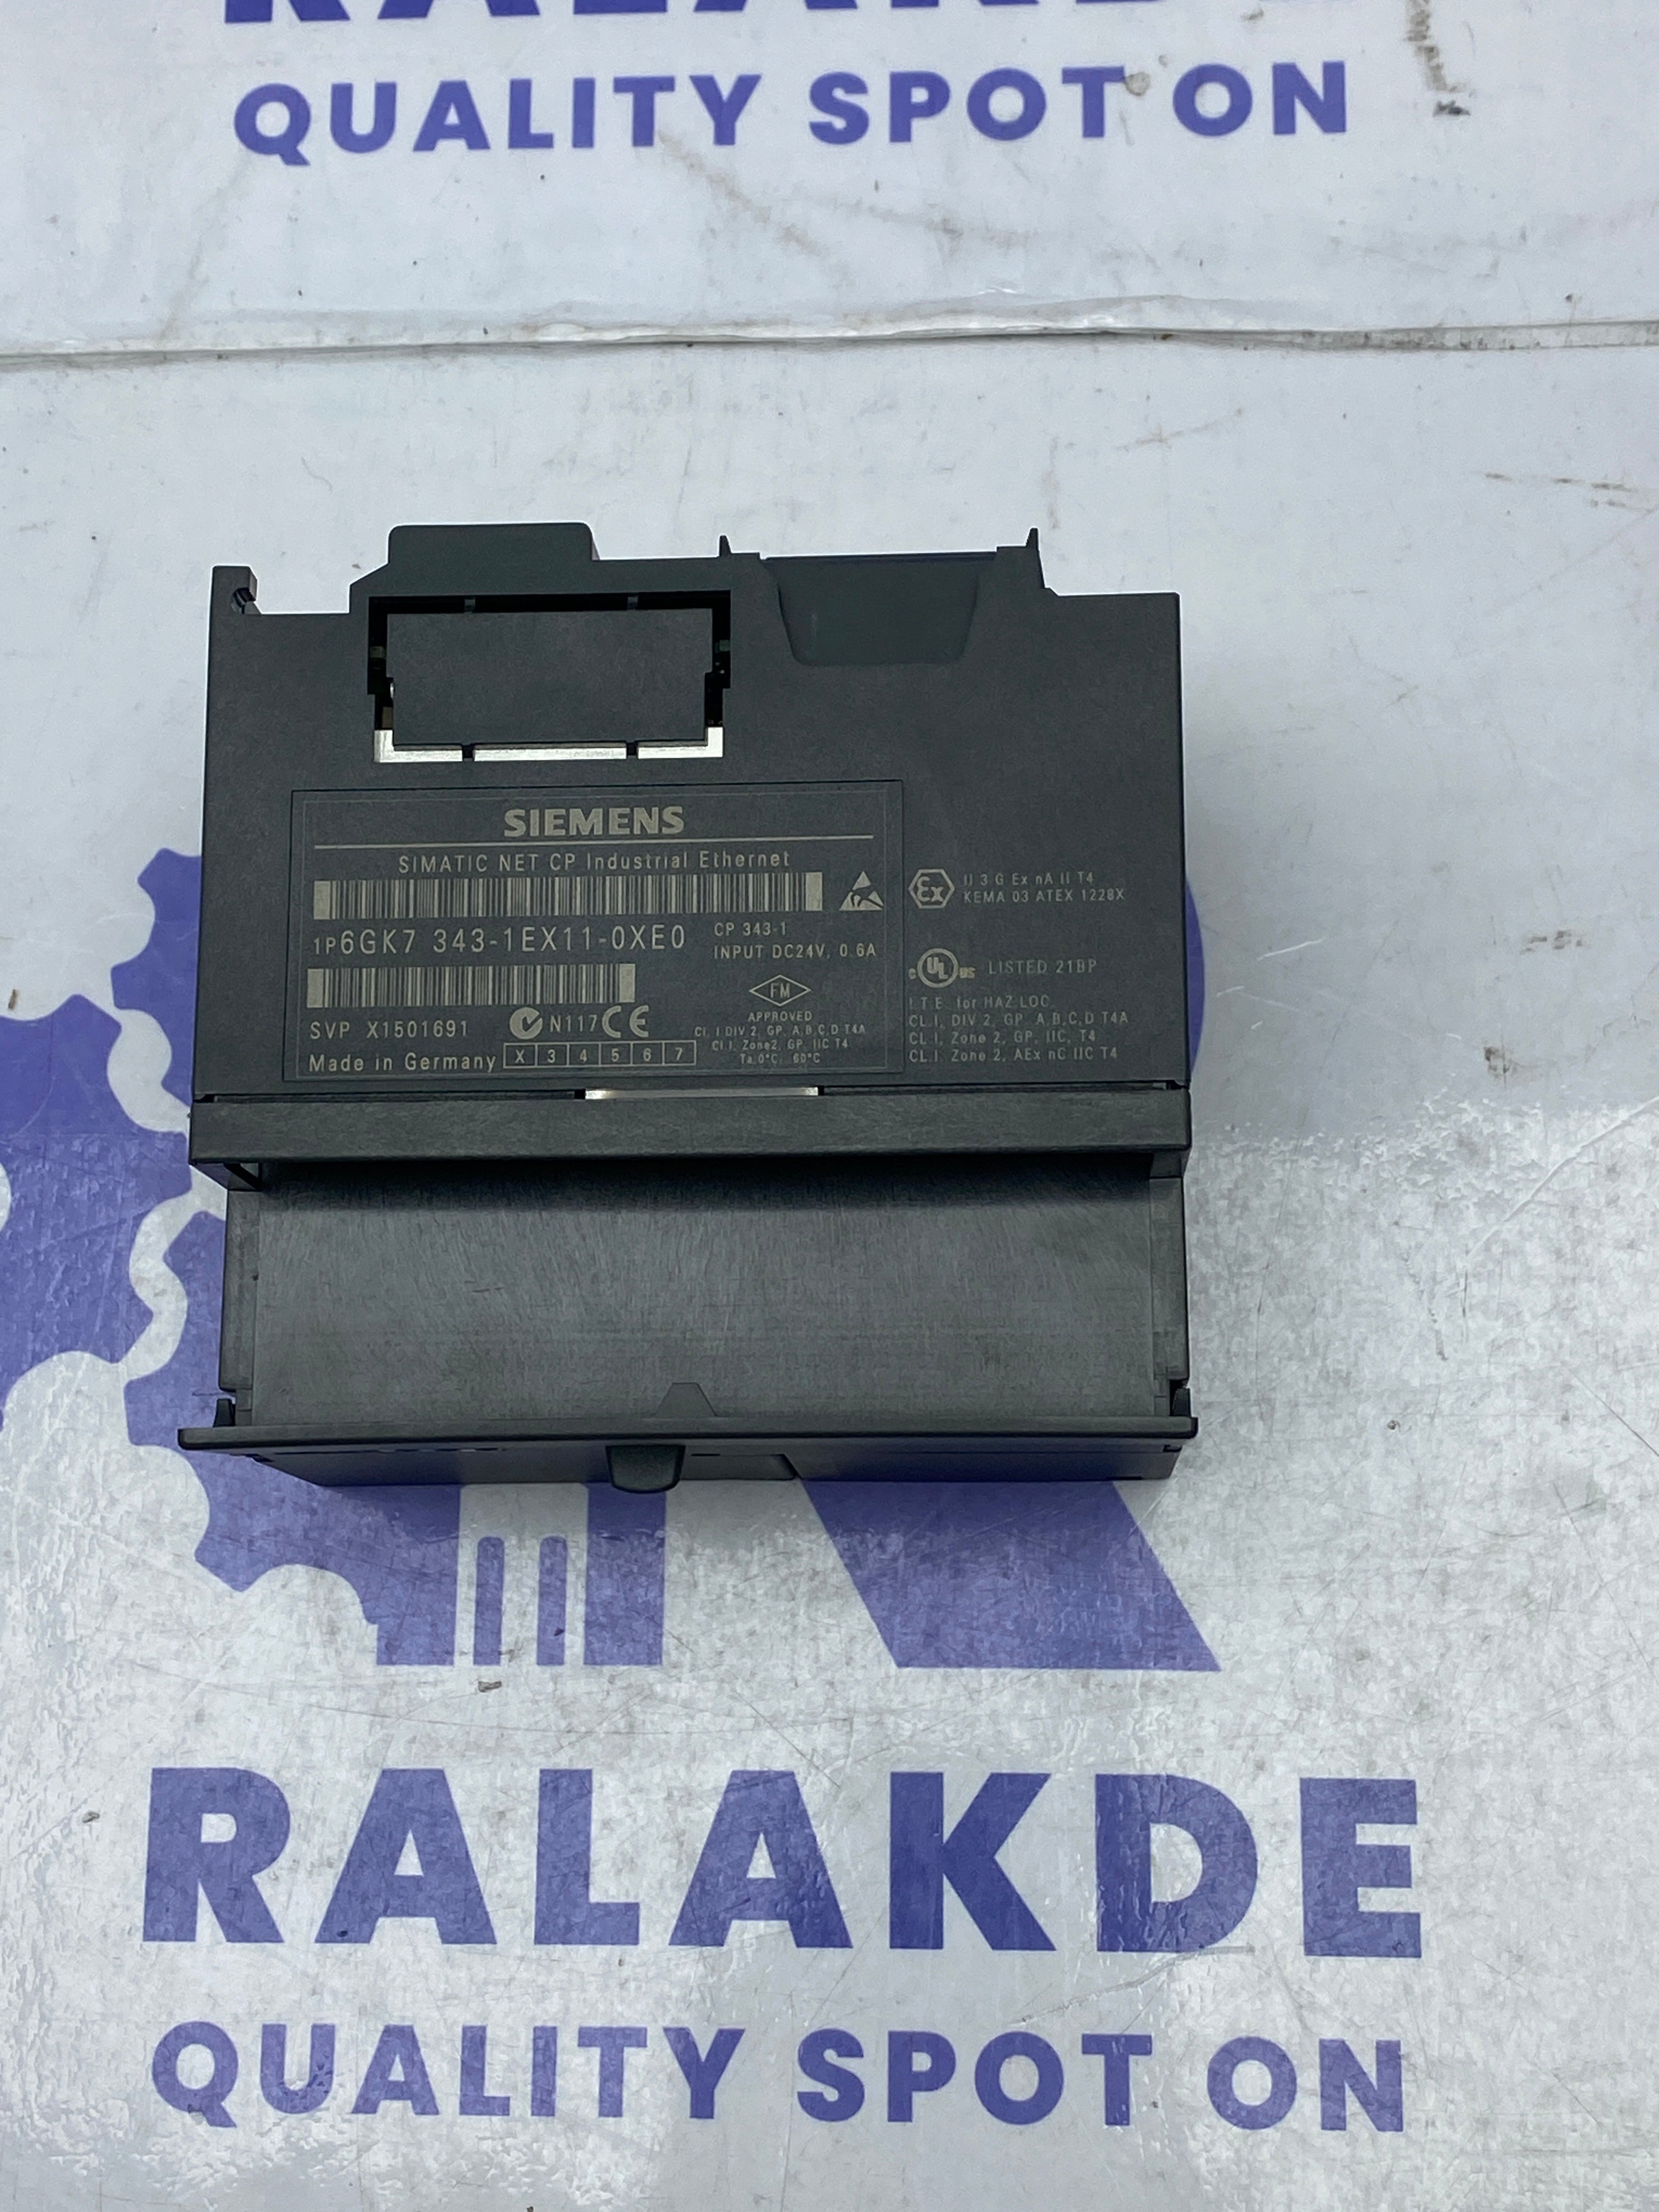 RALAKDE
QUALITY SPOT ON
SIEMENS
SIMATIC NET CP Industrial Ethernet
1P6GK7 343-1EX11-0XE0
CP 343-1
INPUT DC24V, 0.6A
SVP X1501691
N117
CE
FM
APPROVED
CL.I DIV 2, GP. A,B,C,D T4A
CL.I, Zone2, GP. IIC T4
Ta:0°C. 60°C
Made in Germany
X 3 4 5 6 7
Ex
II 3 G Ex nA II T4
KEMA 03 ATEX 1228X
c UL us LISTED 21BP
I.T.E. for HAZ.LOC.
CL.I, DIV 2, GP. A,B,C,D T4A
CL.I, Zone 2, GP. IIC, T4
CL.I. Zone 2, AEx nC IIC T4
RALAKDE
QUALITY SPOT ON